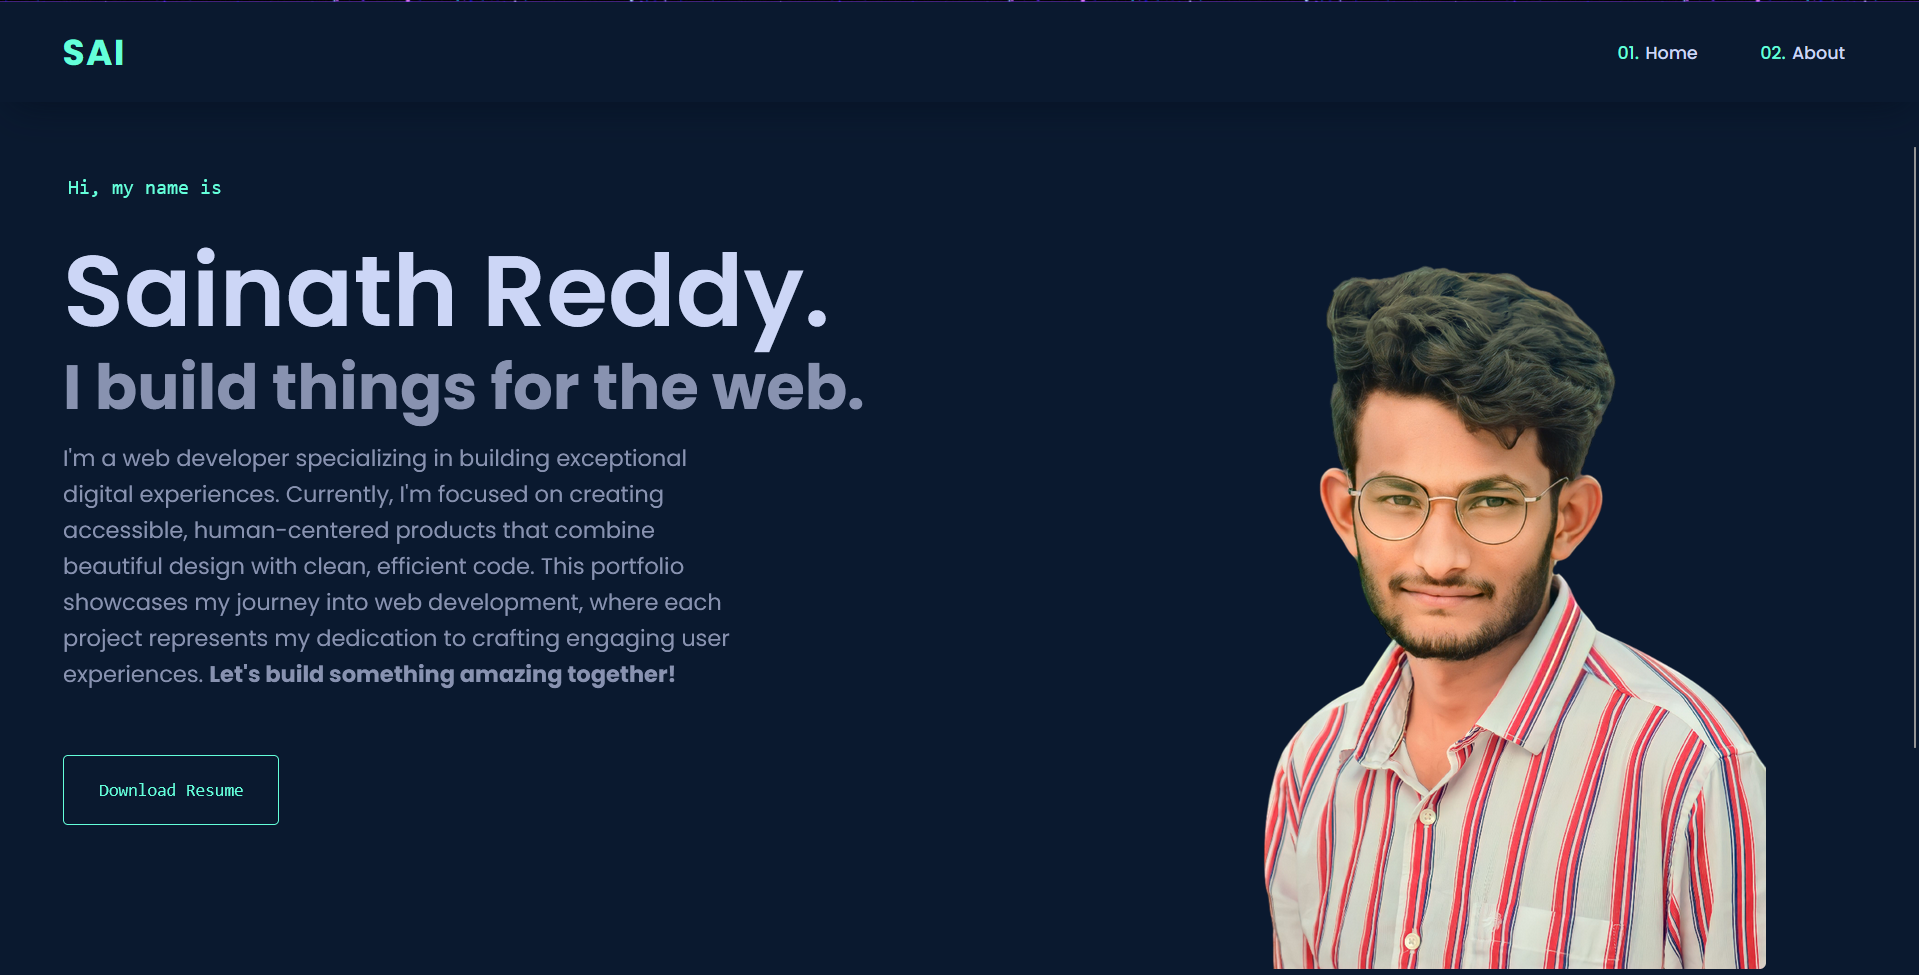 SAI
01. Home
02. About
Hi, my name is
Sainath Reddy.
I build things for the web.
I'm a web developer specializing in building exceptional
digital experiences. Currently, I'm focused on creating
accessible, human-centered products that combine
beautiful design with clean, efficient code. This portfolio
showcases my journey into web development, where each
project represents my dedication to crafting engaging user
experiences. Let's build something amazing together!
Download Resume